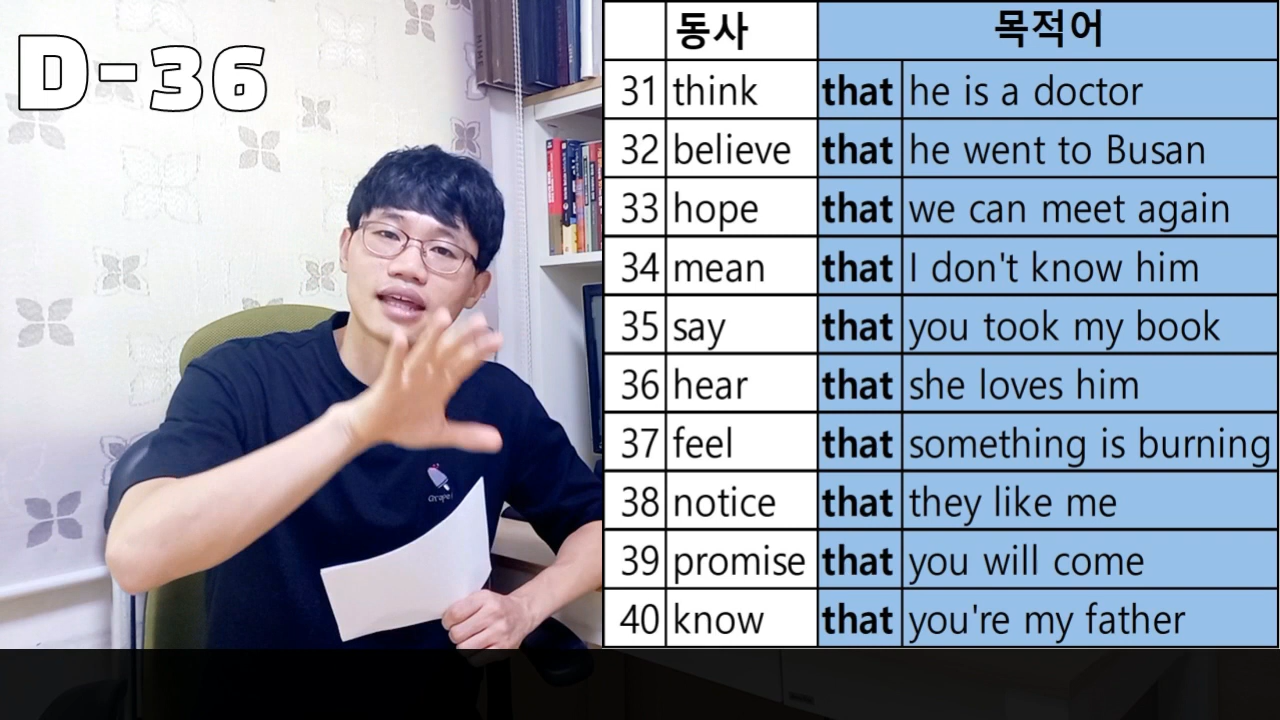 D-36
동사 목적어
31 think that he is a doctor
32 believe that he went to Busan
33 hope that we can meet again
34 mean that I don't know him
35 say that you took my book
36 hear that she loves him
37 feel that something is burning
38 notice that they like me
39 promise that you will come
40 know that you're my father